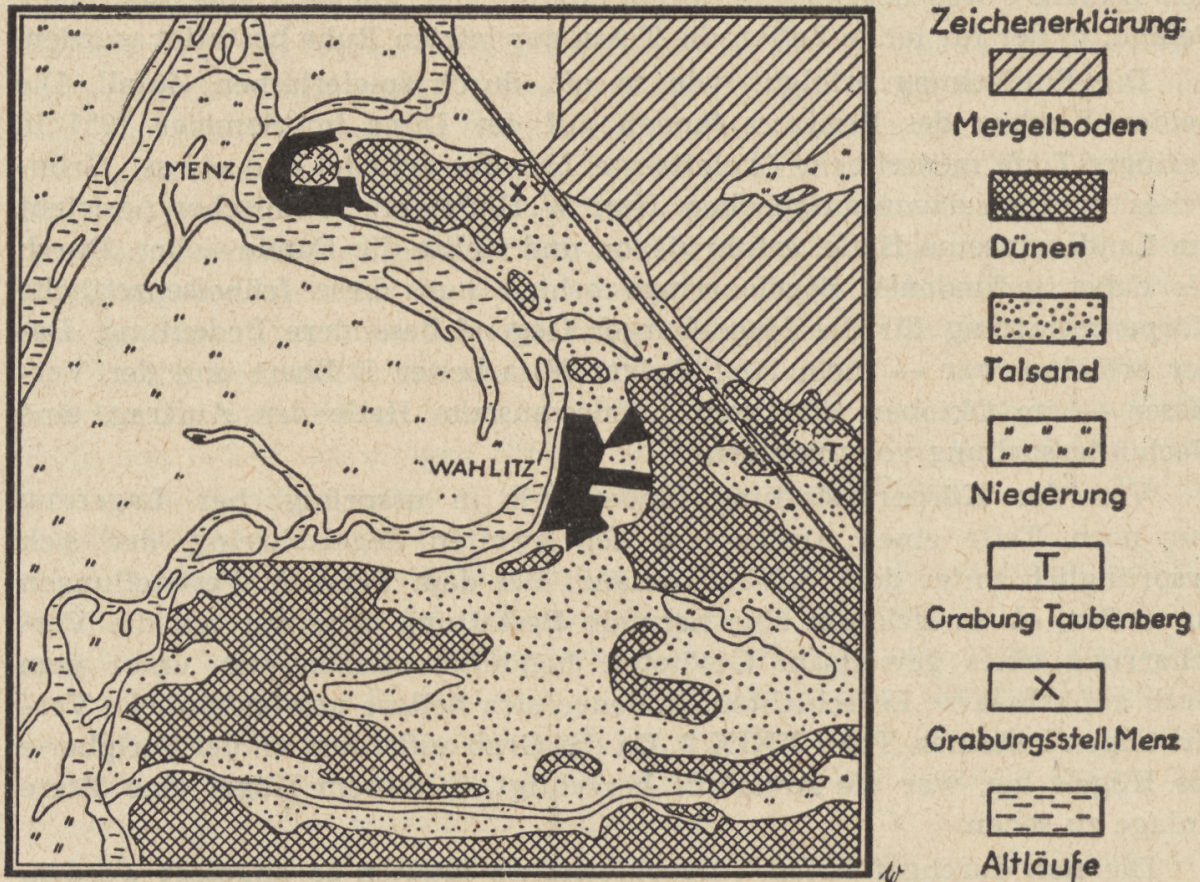 MENZ
X
WAHLITZ
T
Zeichenerklärung:
Mergelboden
Dünen
Talsand
Niederung
T
Grabung Taubenberg
X
Grabungsstell. Menz
Altläufe